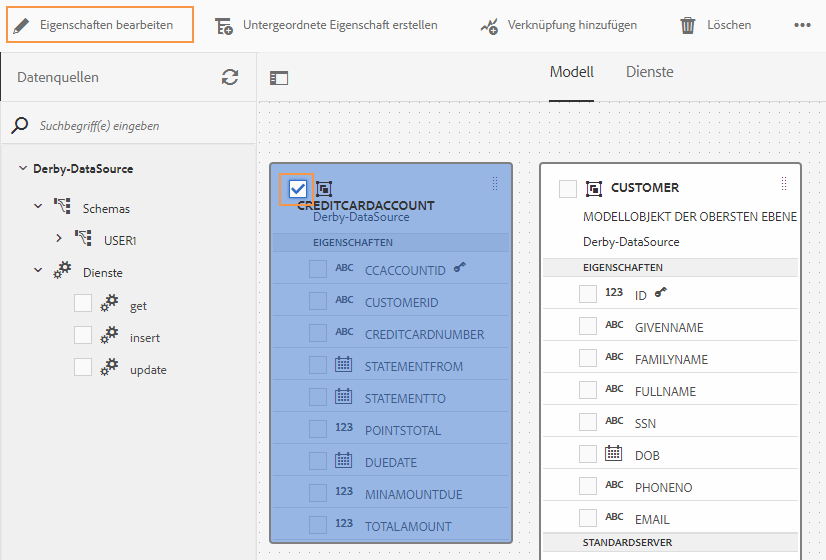 Eigenschaften bearbeiten
Untergeordnete Eigenschaft erstellen
Verknüpfung hinzufügen
Löschen
Datenquellen
Modell
Dienste
Suchbegriff(e) eingeben
Derby-DataSource
Schemas
USER1
Dienste
get
insert
update
CREDITCARDACCOUNT
Derby-DataSource
EIGENSCHAFTEN
ABC CCACCOUNTID
ABC CUSTOMERID
ABC CREDITCARDNUMBER
STATEMENTFROM
STATEMENTTO
123 POINTSTOTAL
DUEDATE
123 MINAMOUNTDUE
123 TOTALAMOUNT
CUSTOMER
MODELLOBJEKT DER OBERSTEN EBENE
Derby-DataSource
EIGENSCHAFTEN
123 ID
ABC GIVENNAME
ABC FAMILYNAME
ABC FULLNAME
ABC SSN
DOB
ABC PHONENO
ABC EMAIL
STANDARDSERVER